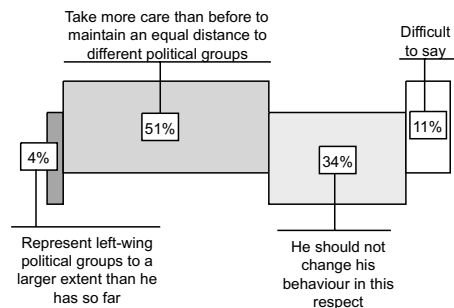 Take more care than before to
maintain an equal distance to
different political groups
Difficult
to say
51%
11%
4%
34%
Represent left-wing
political groups to a
larger extent than he
has so far
He should not
change his
behaviour in this
respect